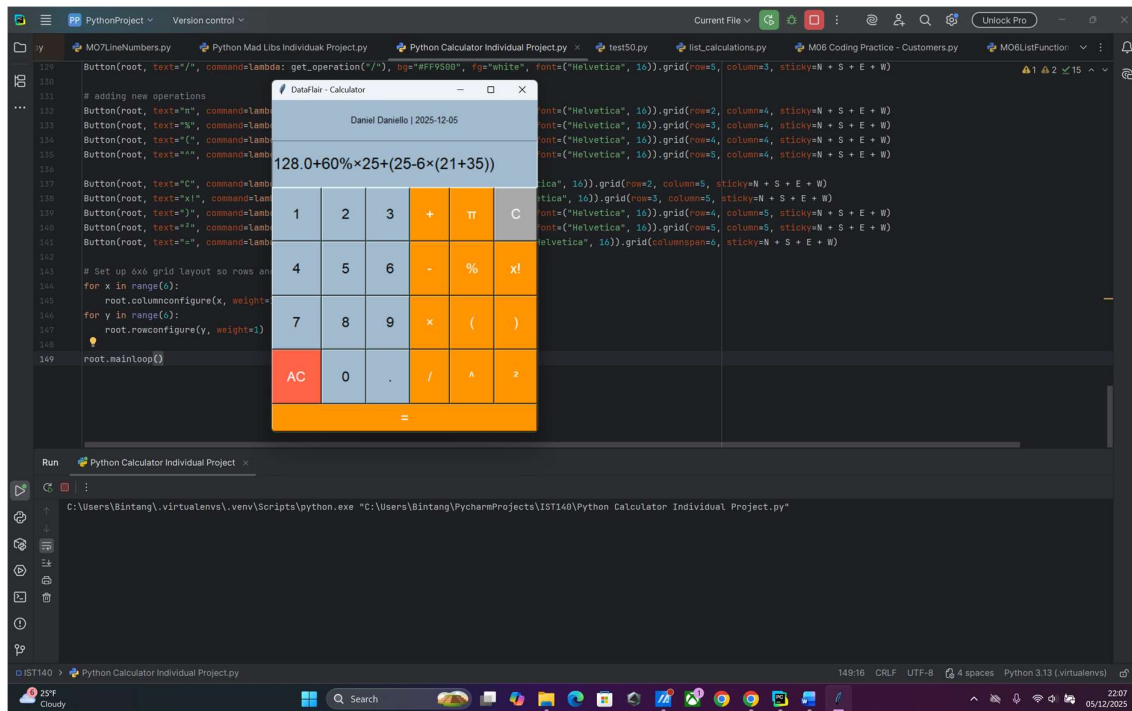 PP PythonProject Version control Current File Unlock Pro
py MO7LineNumbers.py Python Mad Libs Individuak Project.py Python Calculator Individual Project.py test50.py list_calculations.py M06 Coding Practice - Customers.py MO6ListFunction
129 Button(root, text="/", command=lambda: get_operation("/"), bg="#FF9500", fg="white", font=("Helvetica", 16)).grid(row=5, column=3, sticky=N + S + E + W) 1 2 15
130
131 # adding new operations
132 Button(root, text="π", command=lamb font=("Helvetica", 16)).grid(row=2, column=4, sticky=N + S + E + W)
133 Button(root, text="%", command=lamb font=("Helvetica", 16)).grid(row=3, column=4, sticky=N + S + E + W)
134 Button(root, text="(", command=lamb font=("Helvetica", 16)).grid(row=4, column=4, sticky=N + S + E + W)
135 Button(root, text="^", command=lamb font=("Helvetica", 16)).grid(row=5, column=4, sticky=N + S + E + W)
136
137 Button(root, text="C", command=lamb tica", 16)).grid(row=2, column=5, sticky=N + S + E + W)
138 Button(root, text="x!", command=lam etica", 16)).grid(row=3, column=5, sticky=N + S + E + W)
139 Button(root, text=")", command=lamb font=("Helvetica", 16)).grid(row=4, column=5, sticky=N + S + E + W)
140 Button(root, text="²", command=lamb font=("Helvetica", 16)).grid(row=5, column=5, sticky=N + S + E + W)
141 Button(root, text="=", command=lamb Helvetica", 16)).grid(columnspan=6, sticky=N + S + E + W)
142
143 # Set up 6x6 grid layout so rows an
144 for x in range(6):
145 root.columnconfigure(x, weight=
146 for y in range(6):
147 root.rowconfigure(y, weight=1)
148
149 root.mainloop()
DataFlair - Calculator
Daniel Daniello | 2025-12-05
128.0+60%×25+(25-6×(21+35))
1 2 3 + π C
4 5 6 - % x!
7 8 9 × ( )
AC 0 . / ^ ²
=
Run Python Calculator Individual Project
C:\Users\Bintang\.virtualenvs\.venv\Scripts\python.exe "C:\Users\Bintang\PycharmProjects\IST140\Python Calculator Individual Project.py"
IST140 > Python Calculator Individual Project.py 149:16 CRLF UTF-8 4 spaces Python 3.13 (.virtualenvs)
6 25°F Search 22:07
Cloudy 05/12/2025